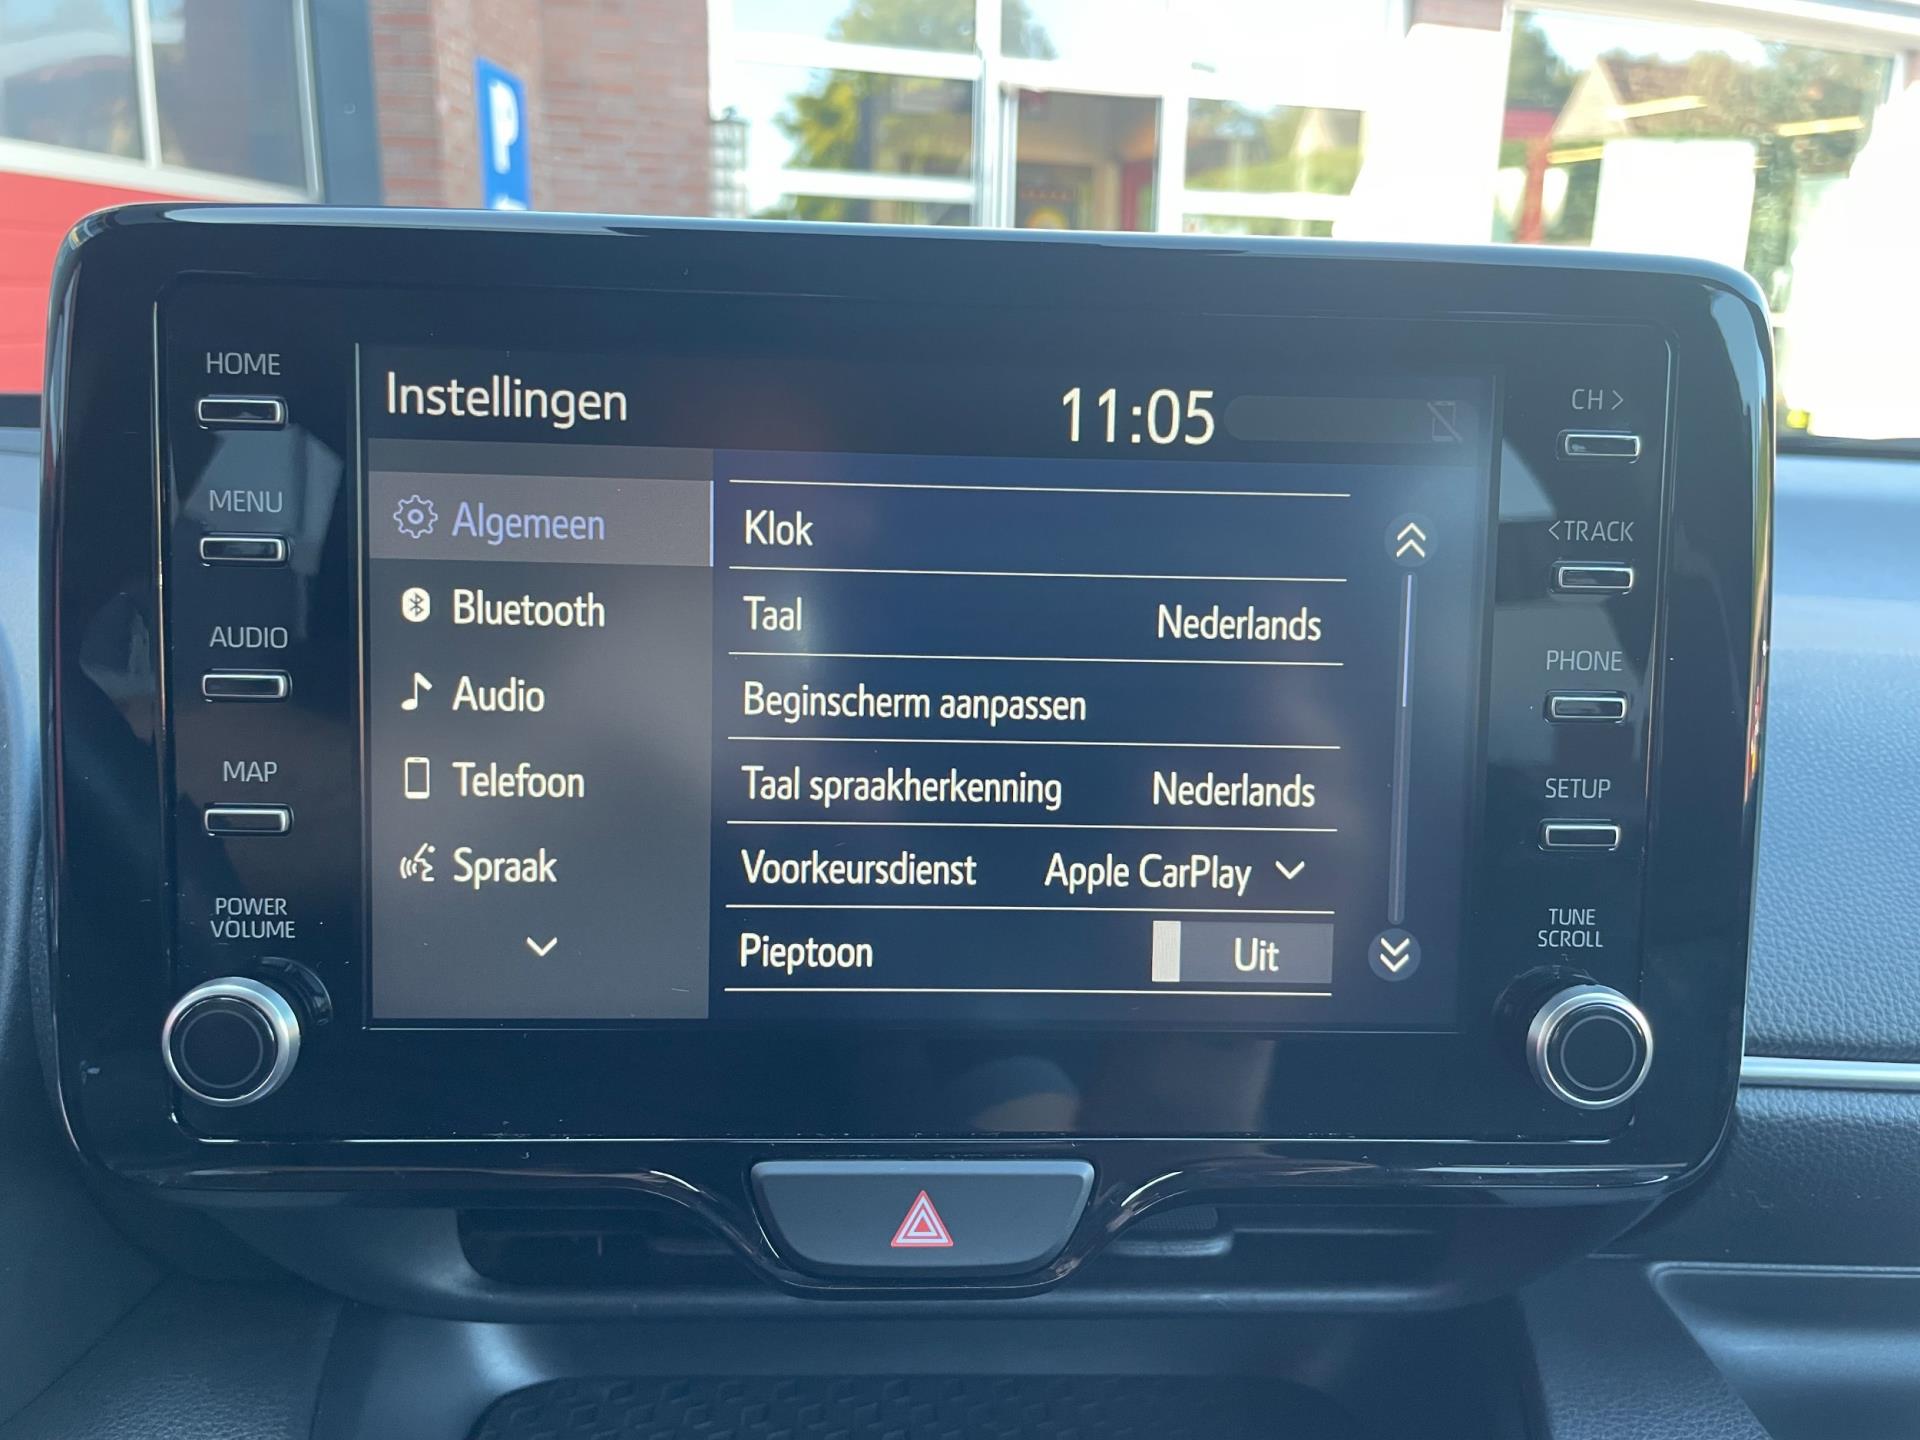 P
HOME
MENU
AUDIO
MAP
POWER
VOLUME
Instellingen
11:05
Algemeen
Bluetooth
Audio
Telefoon
Spraak
Klok
Taal Nederlands
Beginscherm aanpassen
Taal spraakherkenning Nederlands
Voorkeursdienst Apple CarPlay
Pieptoon Uit
CH >
< TRACK
PHONE
SETUP
TUNE
SCROLL